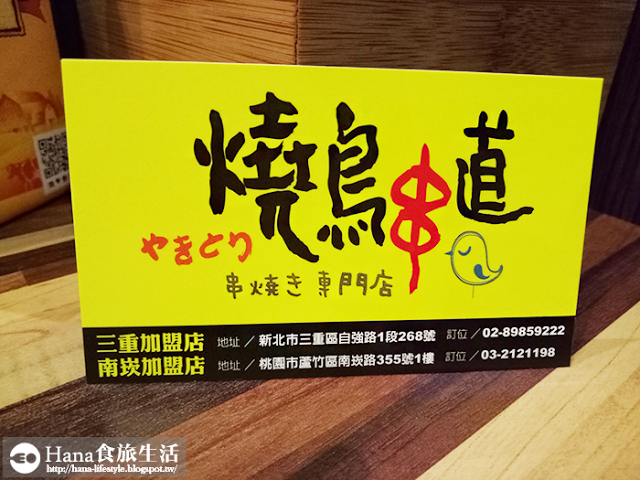 燒鳥串道
やきとり
串燒き 專門店
三重加盟店 地址／新北市三重區自強路1段268號 訂位／02-89859222
南崁加盟店 地址／桃園市蘆竹區南崁路355號1樓 訂位／03-2121198
Hana食旅生活
http://hana-lifestyle.blogspot.tw/